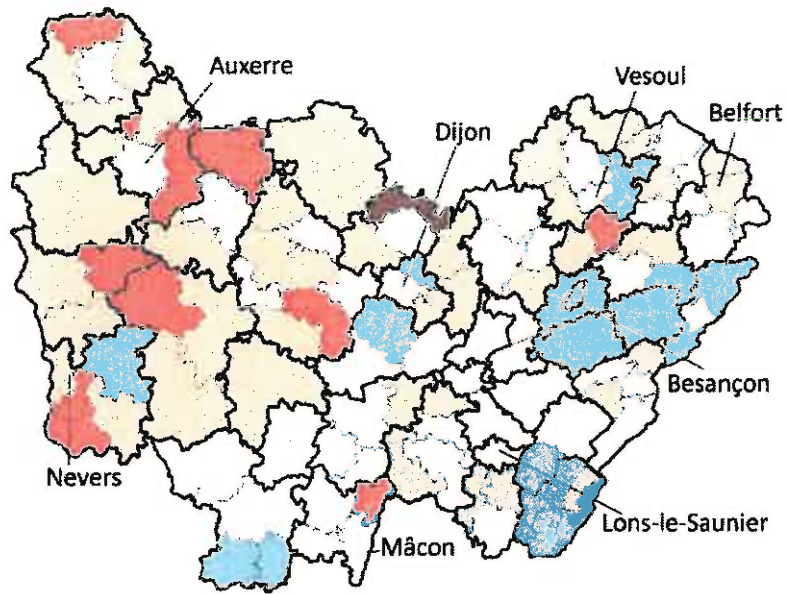 Auxerre
Vesoul
Belfort
Dijon
Besançon
Nevers
Lons-le-Saunier
Mâcon